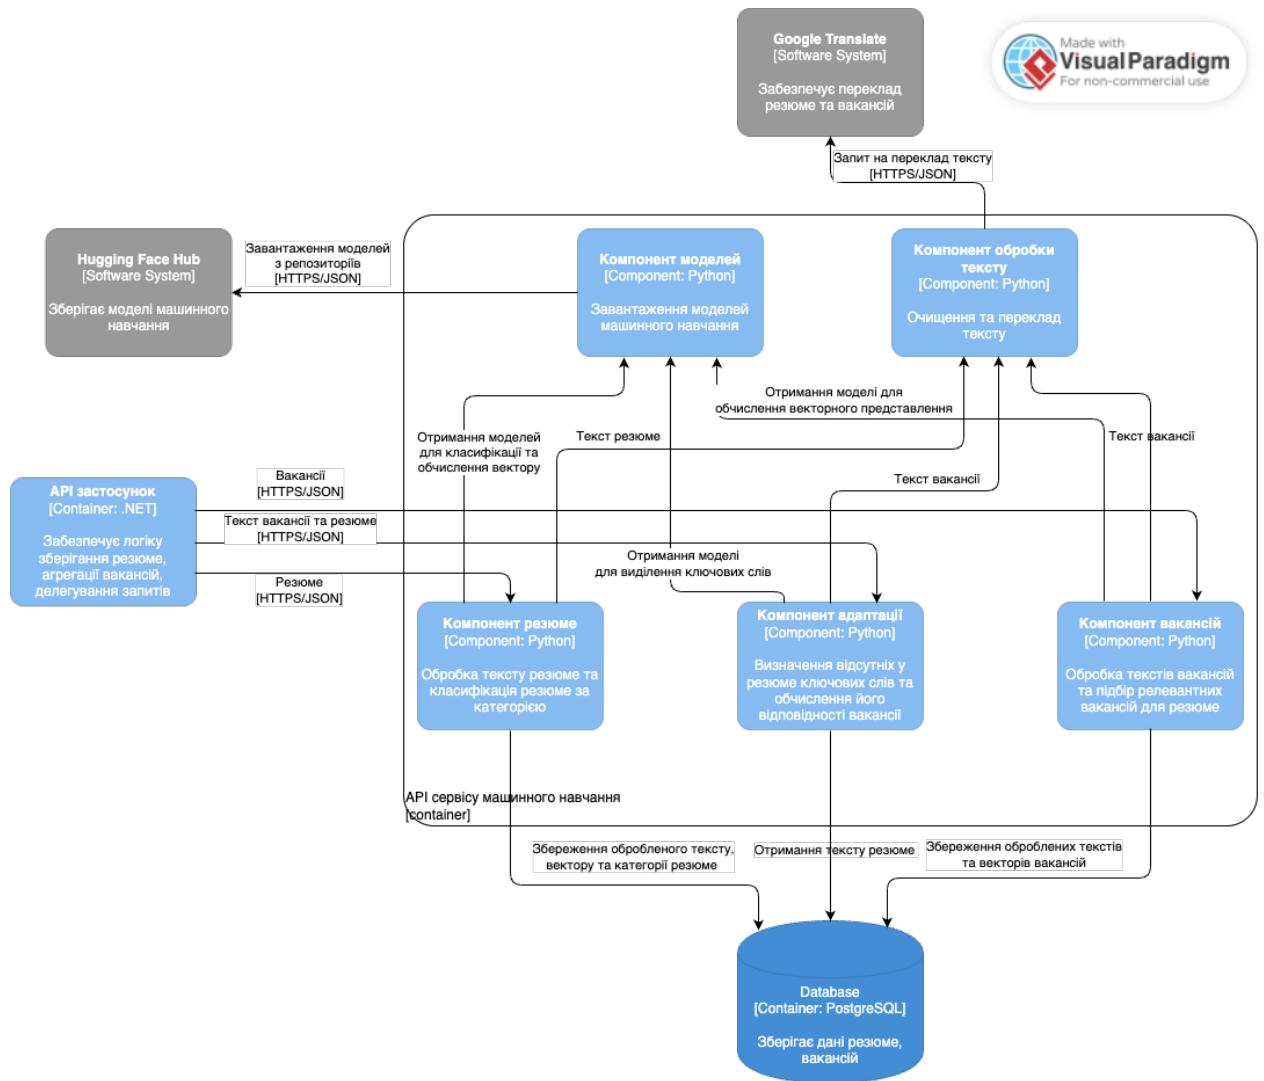 Google Translate
[Software System]
Забезпечує переклад
резюме та вакансій
Made with
Visual Paradigm
For non-commercial use
Запит на переклад тексту
[HTTPS/JSON]
Hugging Face Hub
[Software System]
Зберігає моделі машинного
навчання
Завантаження моделей
з репозиторіїв
[HTTPS/JSON]
Компонент моделей
[Component: Python]
Завантаження моделей
машинного навчання
Компонент обробки
тексту
[Component: Python]
Очищення та переклад
тексту
Отримання моделі для
обчислення векторного представлення
Отримання моделей
для класифікації та
обчислення вектору
Текст резюме
Текст вакансії
Текст вакансії
API застосунок
[Container: .NET]
Забезпечує логіку
зберігання резюме,
агрегації вакансій,
делегування запитів
Вакансії
[HTTPS/JSON]
Текст вакансії та резюме
[HTTPS/JSON]
Резюме
[HTTPS/JSON]
Отримання моделі
для виділення ключових слів
Компонент резюме
[Component: Python]
Обробка тексту резюме та
класифікація резюме за
категорією
Компонент адаптації
[Component: Python]
Визначення відсутніх у
резюме ключових слів та
обчислення його
відповідності вакансії
Компонент вакансій
[Component: Python]
Обробка текстів вакансій
та підбір релевантних
вакансій для резюме
API сервісу машинного навчання
[container]
Збереження обробленого тексту,
вектору та категорії резюме
Отримання тексту резюме
Збереження оброблених текстів
та векторів вакансій
Database
[Container: PostgreSQL]
Зберігає дані резюме,
вакансій